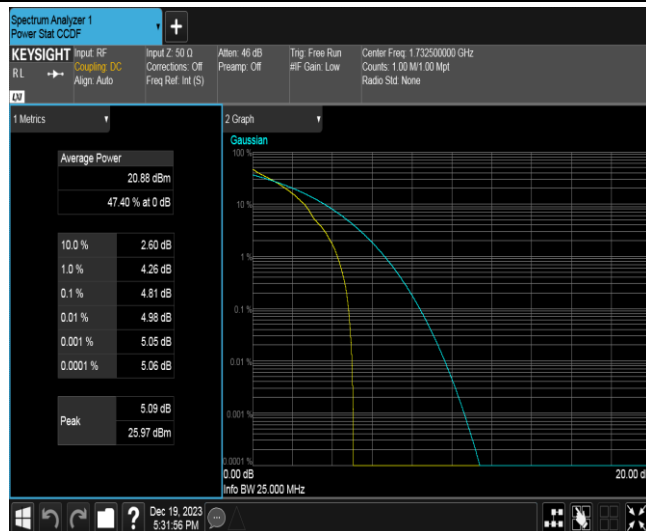 Spectrum Analyzer 1
Power Stat CCDF
+
KEYSIGHT
RL
LXI
Input: RF
Coupling: DC
Align: Auto
Input Z: 50 Ω
Corrections: Off
Freq Ref: Int (S)
Atten: 46 dB
Preamp: Off
Trig: Free Run
#IF Gain: Low
Center Freq: 1.732500000 GHz
Counts: 1.00 M/1.00 Mpt
Radio Std: None
1 Metrics
Average Power
20.88 dBm
47.40 % at 0 dB
10.0 % 2.60 dB
1.0 % 4.26 dB
0.1 % 4.81 dB
0.01 % 4.98 dB
0.001 % 5.05 dB
0.0001 % 5.06 dB
Peak 5.09 dB
25.97 dBm
2 Graph
Gaussian
100 %
10 %
1 %
0.1 %
0.01 %
0.001 %
0.0001 %
0.00 dB 20.00 d
Info BW 25.000 MHz
?
Dec 19, 2023
5:31:56 PM